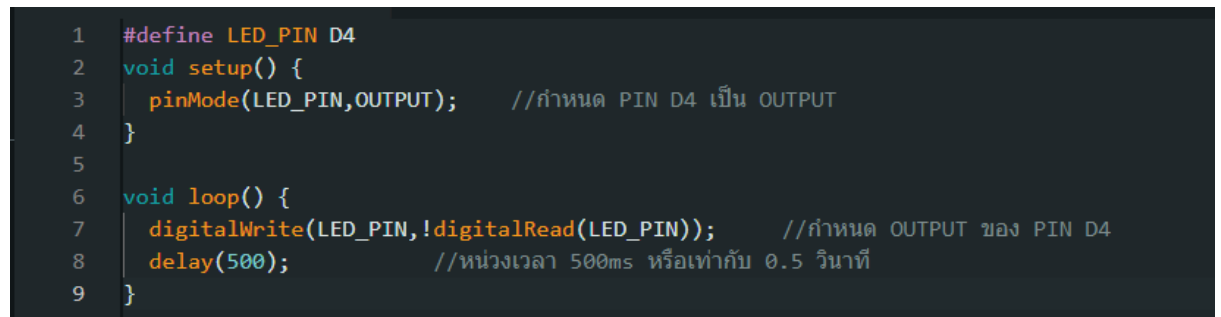 1 #define LED_PIN D4
2 void setup() {
3 pinMode(LED_PIN,OUTPUT); //กำหนด PIN D4 เป็น OUTPUT
4 }
5
6 void loop() {
7 digitalWrite(LED_PIN,!digitalRead(LED_PIN)); //กำหนด OUTPUT ของ PIN D4
8 delay(500); //หน่วงเวลา 500ms หรือเท่ากับ 0.5 วินาที
9 }